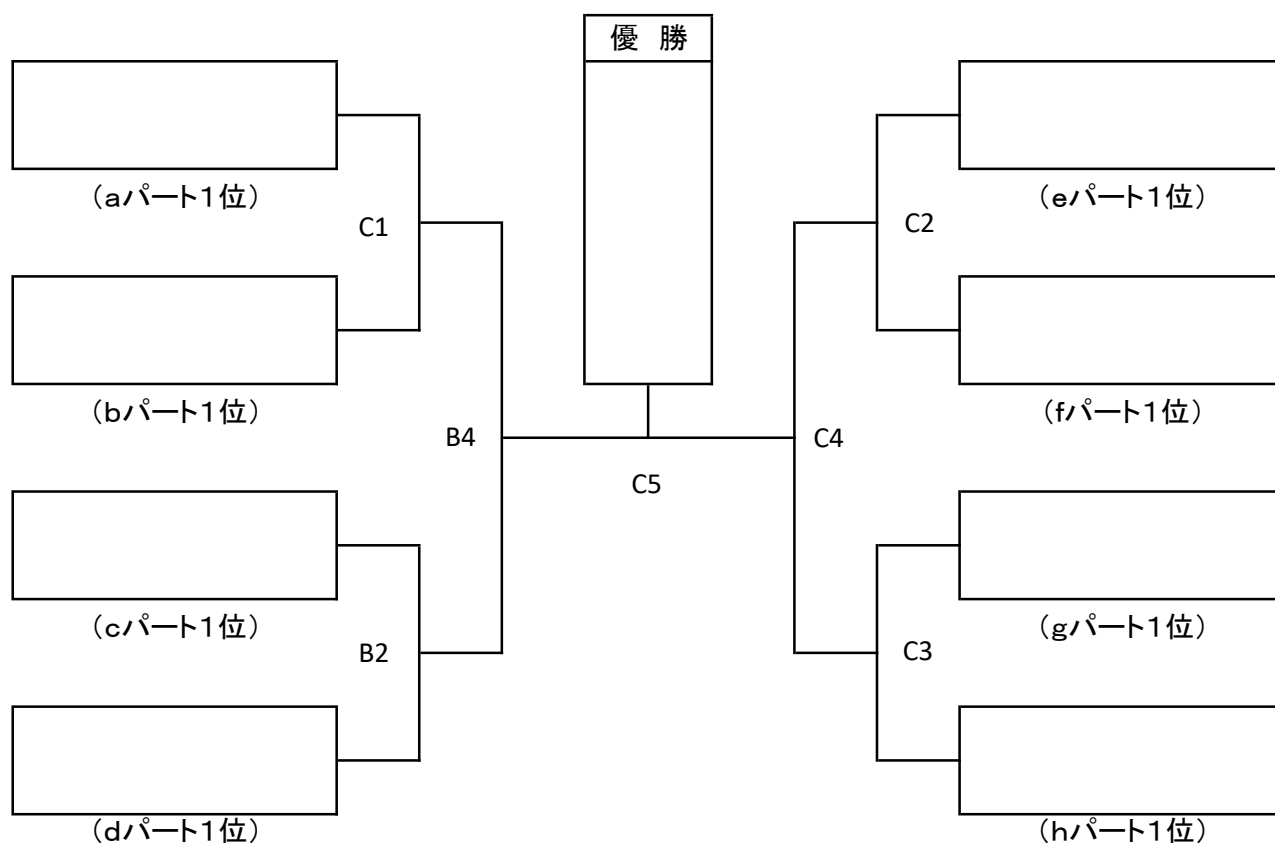 優 勝
（aパート1位）
（eパート1位）
C1
C2
（bパート1位）
（fパート1位）
B4
C4
C5
（cパート1位）
（gパート1位）
B2
C3
（dパート1位）
（hパート1位）